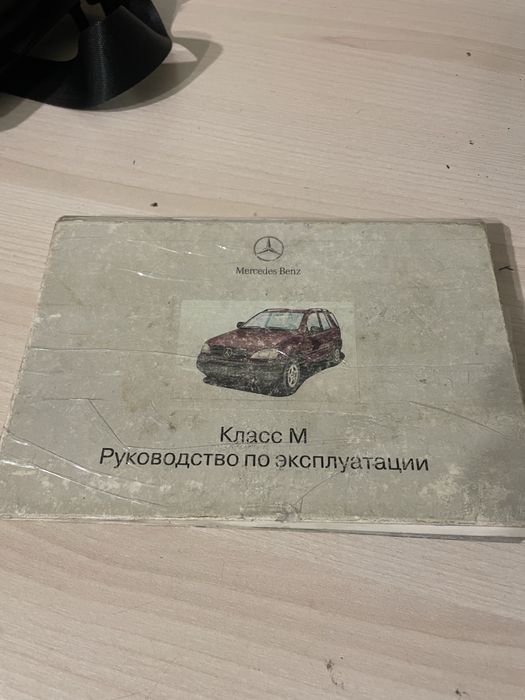 Mercedes Benz
Класс М
Руководство по эксплуатации